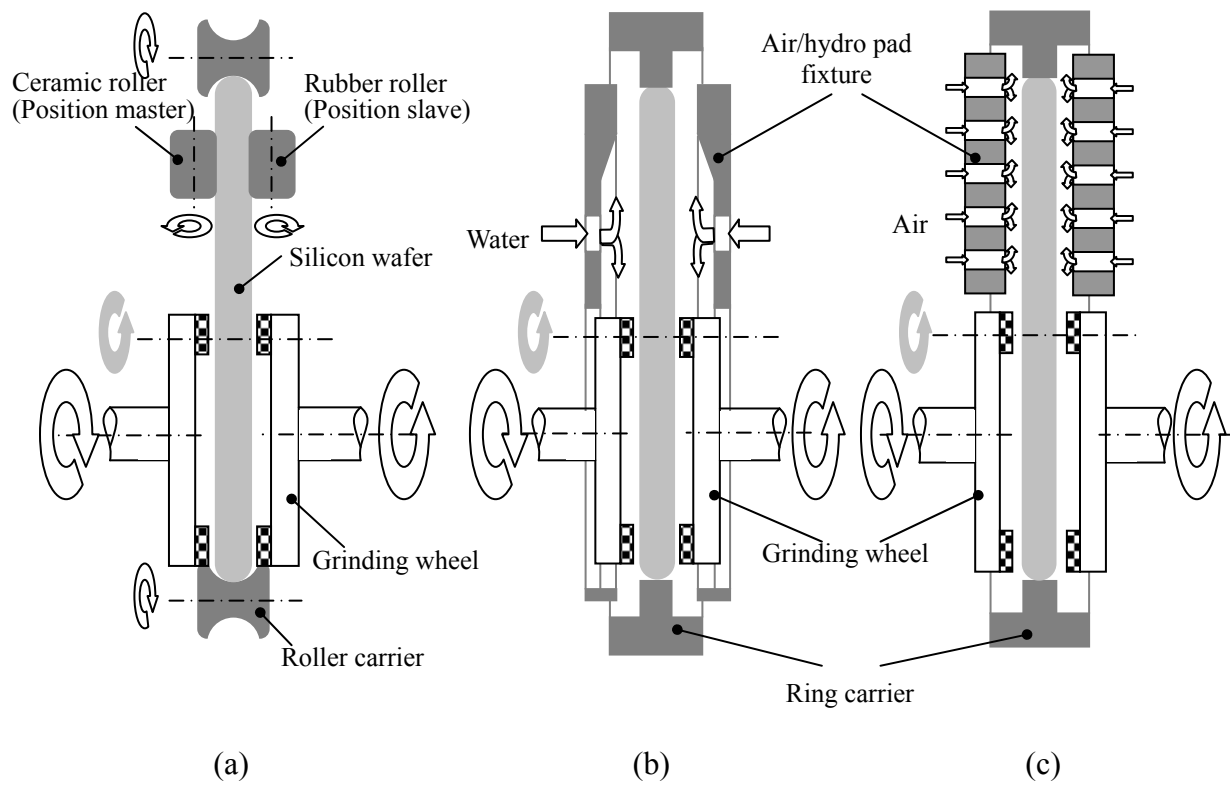 Ceramic roller
(Position master)
Rubber roller
(Position slave)
Air/hydro pad
fixture
Water
Air
Silicon wafer
Grinding wheel
Grinding wheel
Roller carrier
Ring carrier
(a)
(b)
(c)